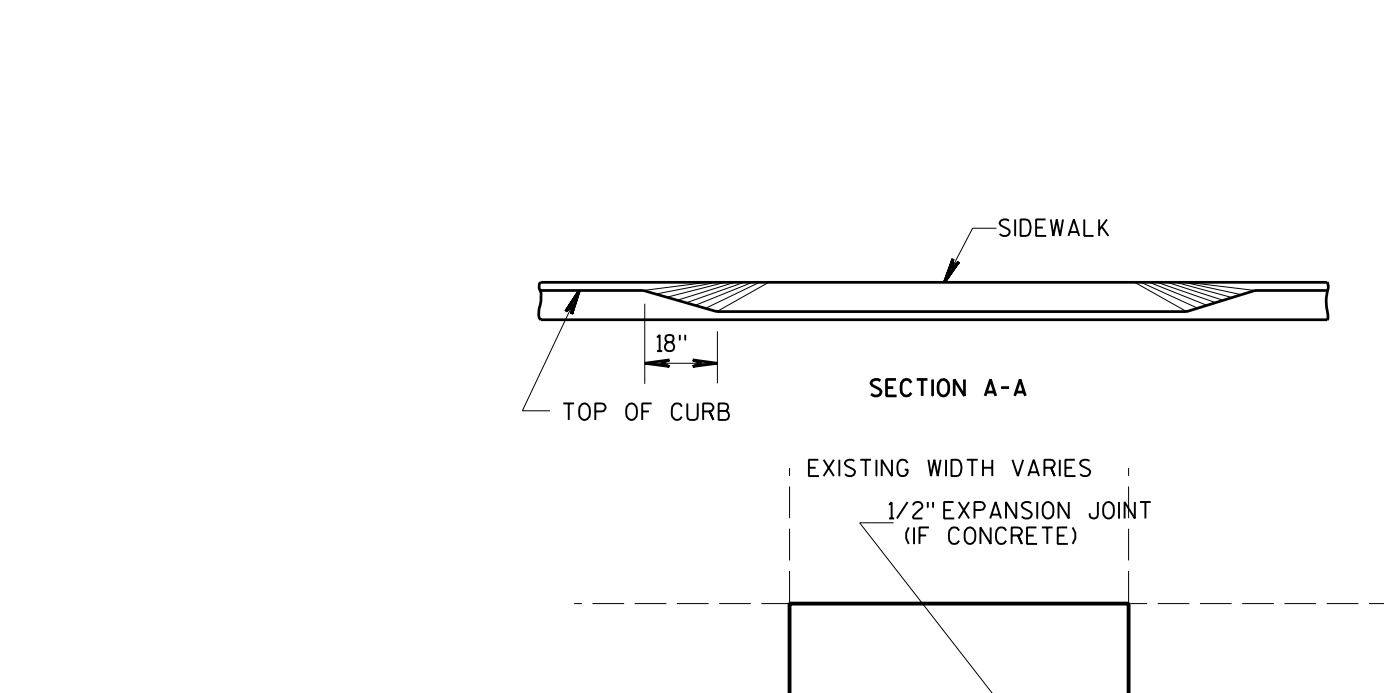 SIDEWALK
18"
SECTION A-A
TOP OF CURB
EXISTING WIDTH VARIES
1/2" EXPANSION JOINT
(IF CONCRETE)